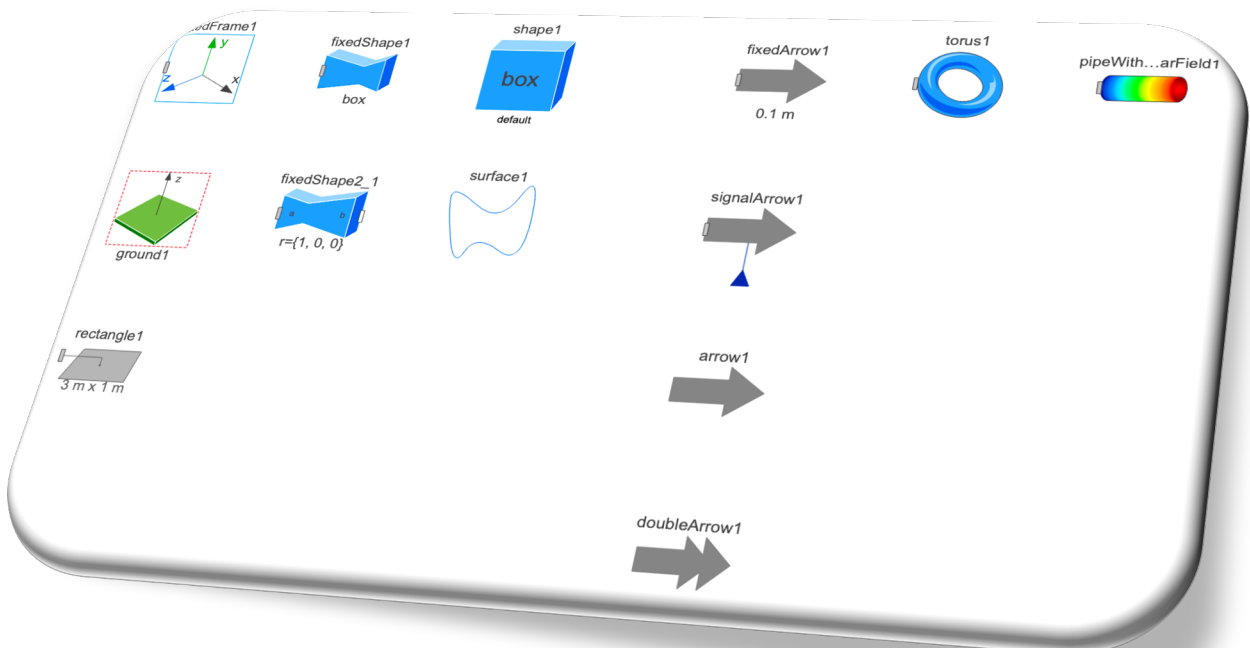 edFrame1
fixedShape1
shape1
fixedArrow1
torus1
pipeWith...arField1
y
z
x
box
box
default
0.1 m
z
ground1
fixedShape2_1
a
b
r={1, 0, 0}
surface1
signalArrow1
rectangle1
3 m x 1 m
arrow1
doubleArrow1